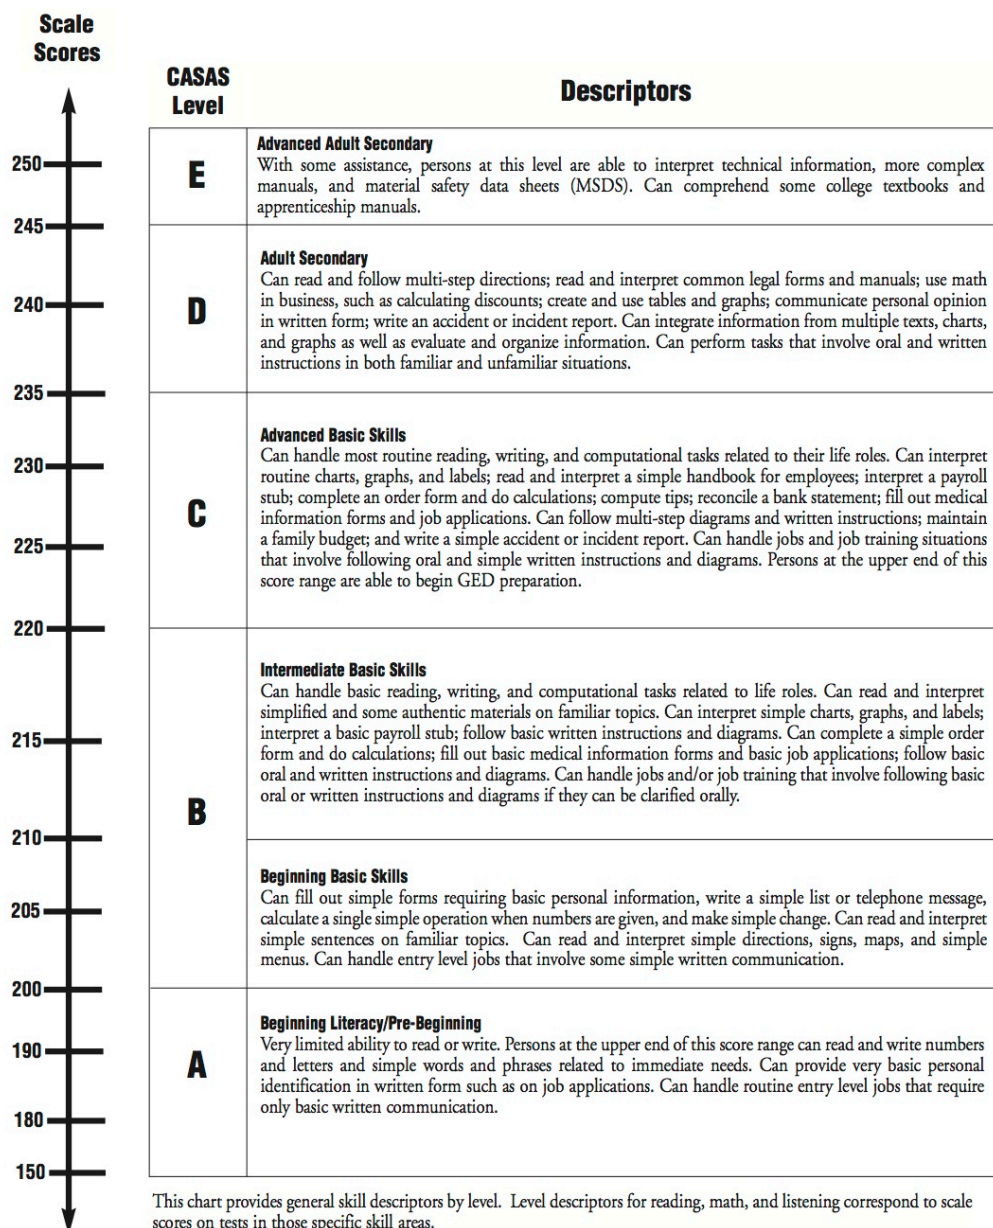 Scale
Scores
CASAS
Level
Descriptors
250
245
240
235
230
225
220
215
210
205
200
190
180
150
E
Advanced Adult Secondary
With some assistance, persons at this level are able to interpret technical information, more complex
manuals, and material safety data sheets (MSDS). Can comprehend some college textbooks and
apprenticeship manuals.
D
Adult Secondary
Can read and follow multi-step directions; read and interpret common legal forms and manuals; use math
in business, such as calculating discounts; create and use tables and graphs; communicate personal opinion
in written form; write an accident or incident report. Can integrate information from multiple texts, charts,
and graphs as well as evaluate and organize information. Can perform tasks that involve oral and written
instructions in both familiar and unfamiliar situations.
C
Advanced Basic Skills
Can handle most routine reading, writing, and computational tasks related to their life roles. Can interpret
routine charts, graphs, and labels; read and interpret a simple handbook for employees; interpret a payroll
stub; complete an order form and do calculations; compute tips; reconcile a bank statement; fill out medical
information forms and job applications. Can follow multi-step diagrams and written instructions; maintain
a family budget; and write a simple accident or incident report. Can handle jobs and job training situations
that involve following oral and simple written instructions and diagrams. Persons at the upper end of this
score range are able to begin GED preparation.
B
Intermediate Basic Skills
Can handle basic reading, writing, and computational tasks related to life roles. Can read and interpret
simplified and some authentic materials on familiar topics. Can interpret simple charts, graphs, and labels;
interpret a basic payroll stub; follow basic written instructions and diagrams. Can complete a simple order
form and do calculations; fill out basic medical information forms and basic job applications; follow basic
oral and written instructions and diagrams. Can handle jobs and/or job training that involve following basic
oral or written instructions and diagrams if they can be clarified orally.
Beginning Basic Skills
Can fill out simple forms requiring basic personal information, write a simple list or telephone message,
calculate a single simple operation when numbers are given, and make simple change. Can read and interpret
simple sentences on familiar topics. Can read and interpret simple directions, signs, maps, and simple
menus. Can handle entry level jobs that involve some simple written communication.
A
Beginning Literacy/Pre-Beginning
Very limited ability to read or write. Persons at the upper end of this score range can read and write numbers
and letters and simple words and phrases related to immediate needs. Can provide very basic personal
identification in written form such as on job applications. Can handle routine entry level jobs that require
only basic written communication.
This chart provides general skill descriptors by level. Level descriptors for reading, math, and listening correspond to scale
scores on tests in those specific skill areas.